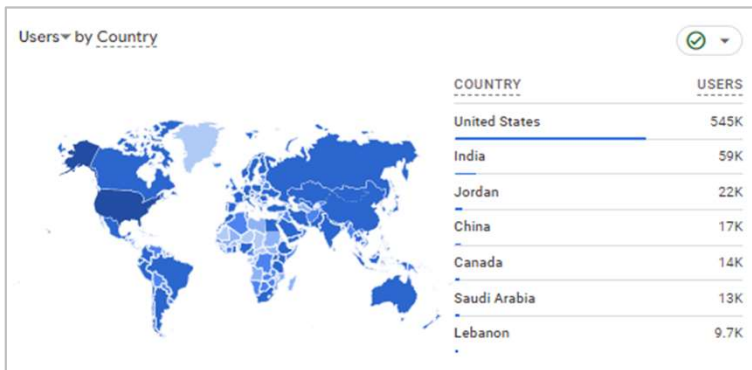 Users by Country
COUNTRY USERS
United States 545K
India 59K
Jordan 22K
China 17K
Canada 14K
Saudi Arabia 13K
Lebanon 9.7K